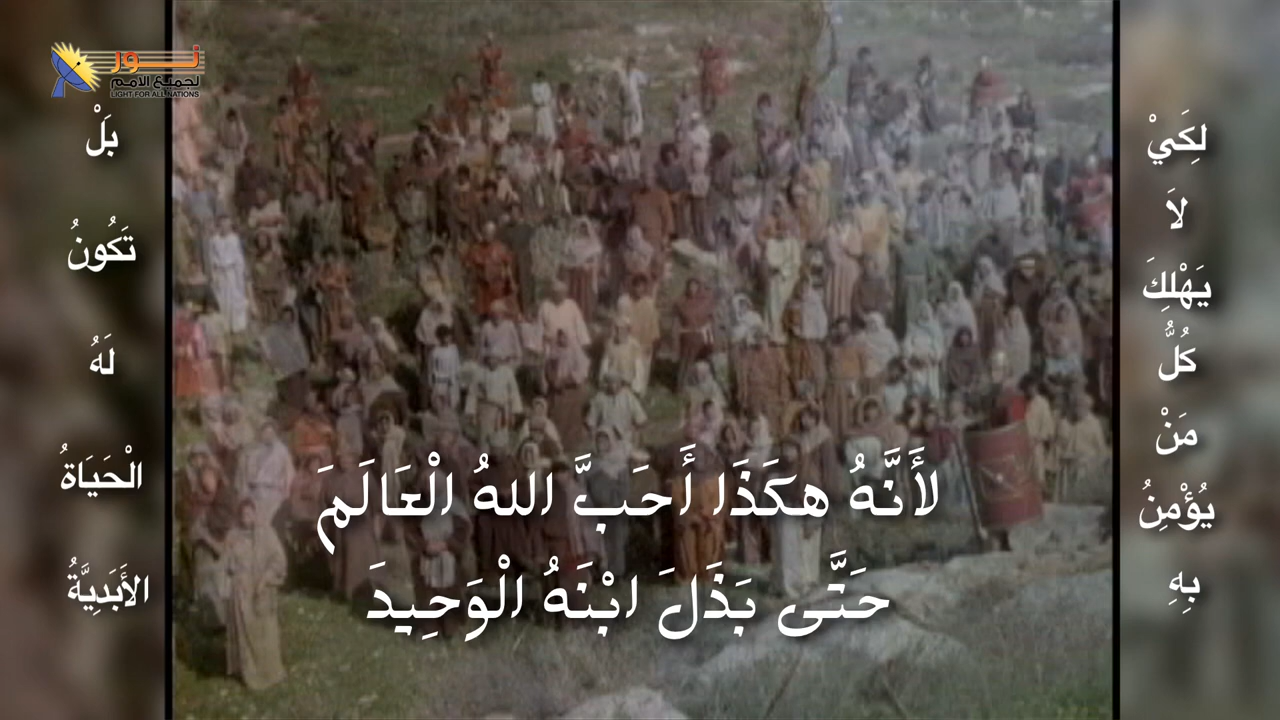 نور
لجميع الأمم
LIGHT FOR ALL NATIONS
لأَنَّهُ هكَذَا أَحَبَّ اللهُ الْعَالَمَ
حَتَّى بَذَلَ ابْنَهُ الْوَحِيدَ
لِكَيْ
لاَ
يَهْلِكَ
كُلُّ
مَنْ
يُؤْمِنُ
بِهِ
بَلْ
تَكُونُ
لَهُ
الْحَيَاةُ
الأَبَدِيَّةُ